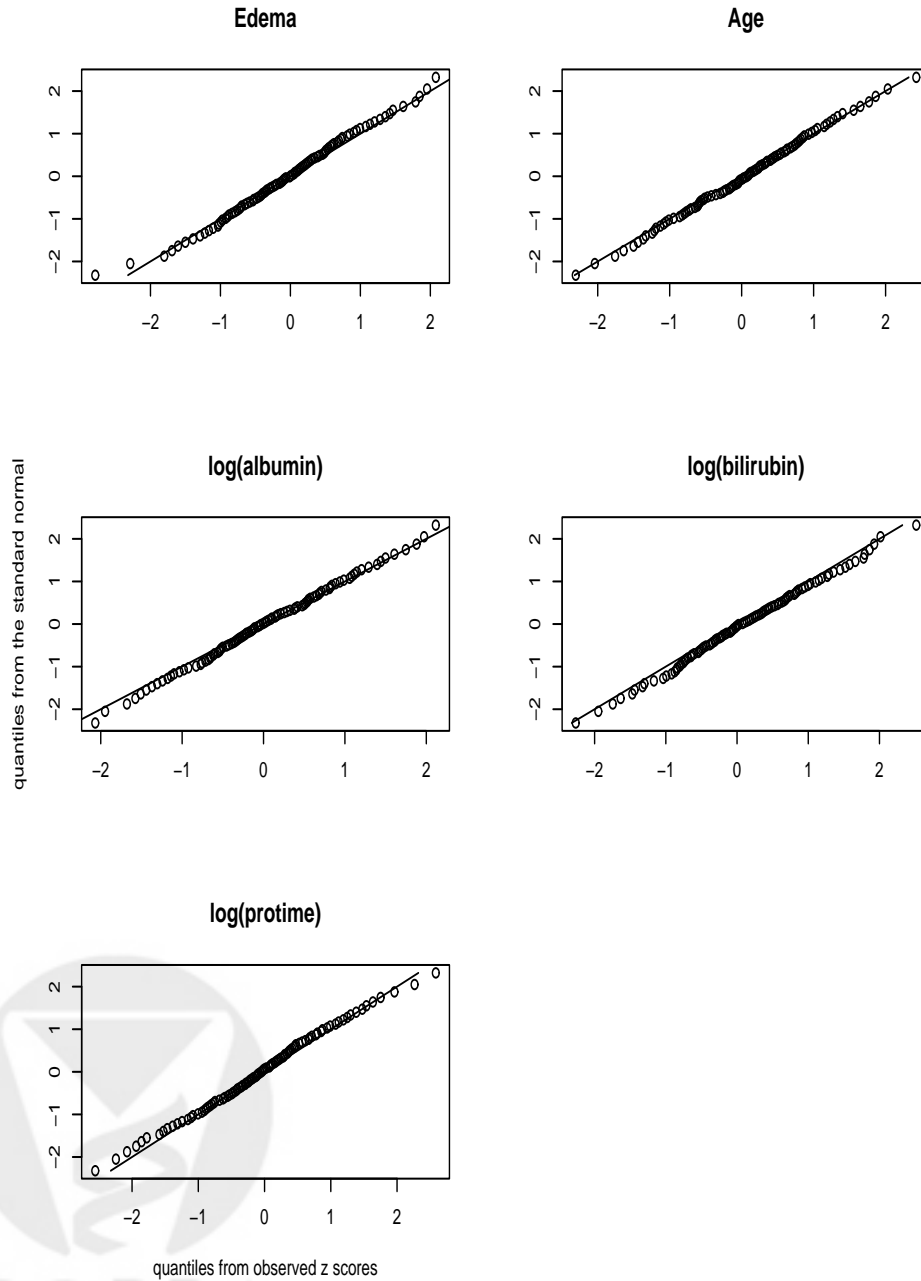 Edema
2
1
0
−1
−2
−2 −1 0 1 2
Age
2
1
0
−1
−2
−2 −1 0 1 2
quantiles from the standard normal
log(albumin)
2
1
0
−1
−2
−2 −1 0 1 2
log(bilirubin)
2
1
0
−1
−2
−2 −1 0 1 2
log(protime)
2
1
0
−1
−2
−2 −1 0 1 2
quantiles from observed z scores